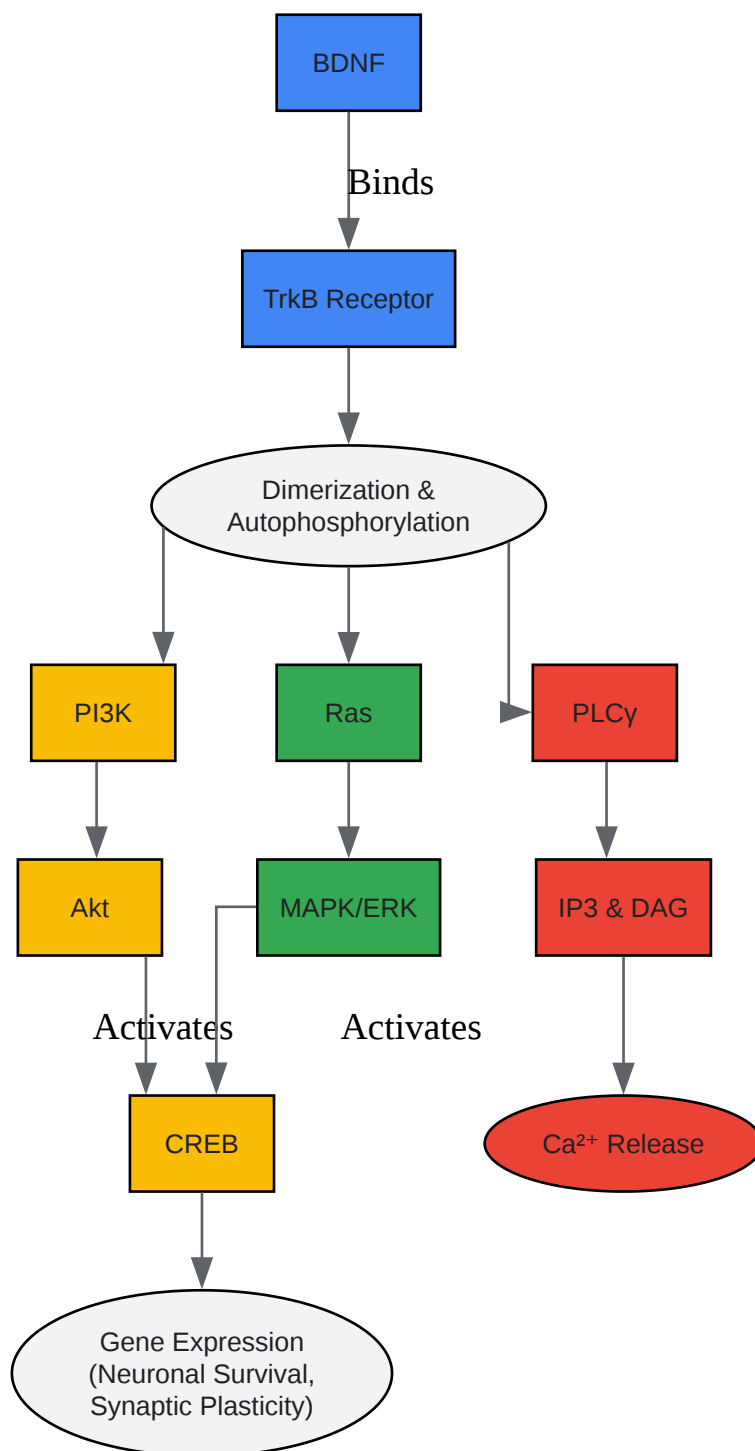 BDNF
Binds
TrkB Receptor
Dimerization &
Autophosphorylation
PI3K
Ras
PLCγ
Akt
MAPK/ERK
IP3 & DAG
Activates
Activates
CREB
Ca²⁺ Release
Gene Expression
(Neuronal Survival,
Synaptic Plasticity)